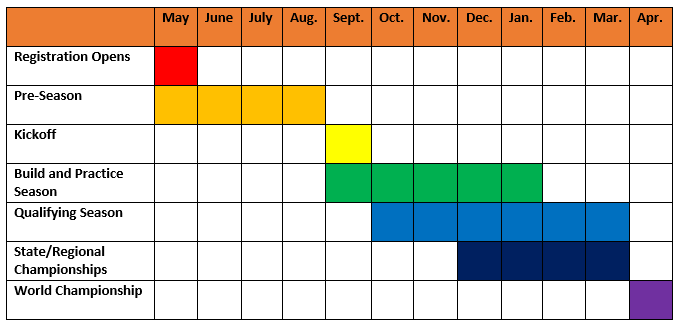 May June July Aug. Sept. Oct. Nov. Dec. Jan. Feb. Mar. Apr.
Registration Opens
Pre-Season
Kickoff
Build and Practice
Season
Qualifying Season
State/Regional
Championships
World Championship